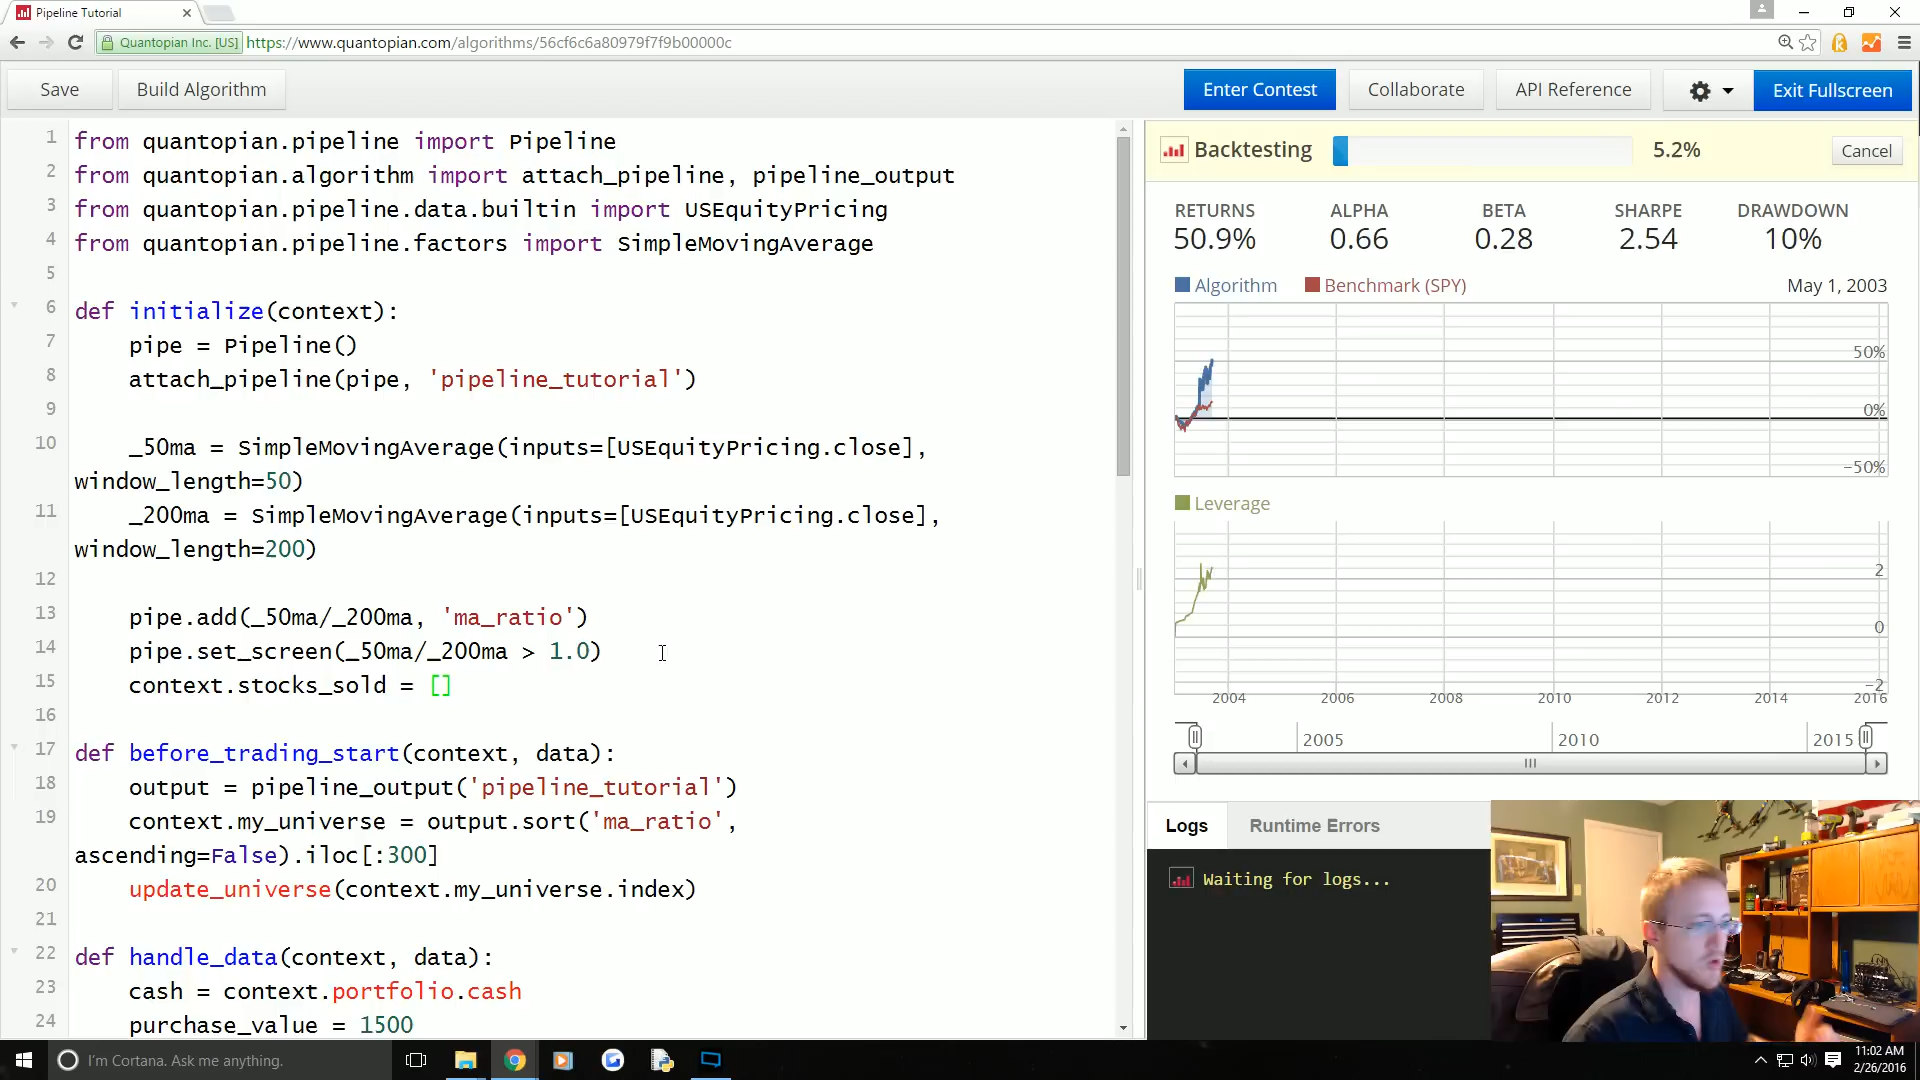 Pipeline Tutorial
Quantopian Inc. [US] https://www.quantopian.com/algorithms/56cf6c6a80979f7f9b00000c
Save Build Algorithm Enter Contest Collaborate API Reference Exit Fullscreen
1 from quantopian.pipeline import Pipeline
2 from quantopian.algorithm import attach_pipeline, pipeline_output
3 from quantopian.pipeline.data.builtin import USEquityPricing
4 from quantopian.pipeline.factors import SimpleMovingAverage
5
6 def initialize(context):
7 pipe = Pipeline()
8 attach_pipeline(pipe, 'pipeline_tutorial')
9
10 _50ma = SimpleMovingAverage(inputs=[USEquityPricing.close],
window_length=50)
11 _200ma = SimpleMovingAverage(inputs=[USEquityPricing.close],
window_length=200)
12
13 pipe.add(_50ma/_200ma, 'ma_ratio')
14 pipe.set_screen(_50ma/_200ma > 1.0)
15 context.stocks_sold = []
16
17 def before_trading_start(context, data):
18 output = pipeline_output('pipeline_tutorial')
19 context.my_universe = output.sort('ma_ratio',
ascending=False).iloc[:300]
20 update_universe(context.my_universe.index)
21
22 def handle_data(context, data):
23 cash = context.portfolio.cash
24 purchase_value = 1500
Backtesting 5.2% Cancel
RETURNS ALPHA BETA SHARPE DRAWDOWN
50.9% 0.66 0.28 2.54 10%
Algorithm Benchmark (SPY) May 1, 2003
50%
0%
-50%
Leverage
2
0
-2
2004 2006 2008 2010 2012 2014 2016
2005 2010 2015
Logs Runtime Errors
Waiting for logs...
I'm Cortana. Ask me anything.
11:02 AM
2/26/2016